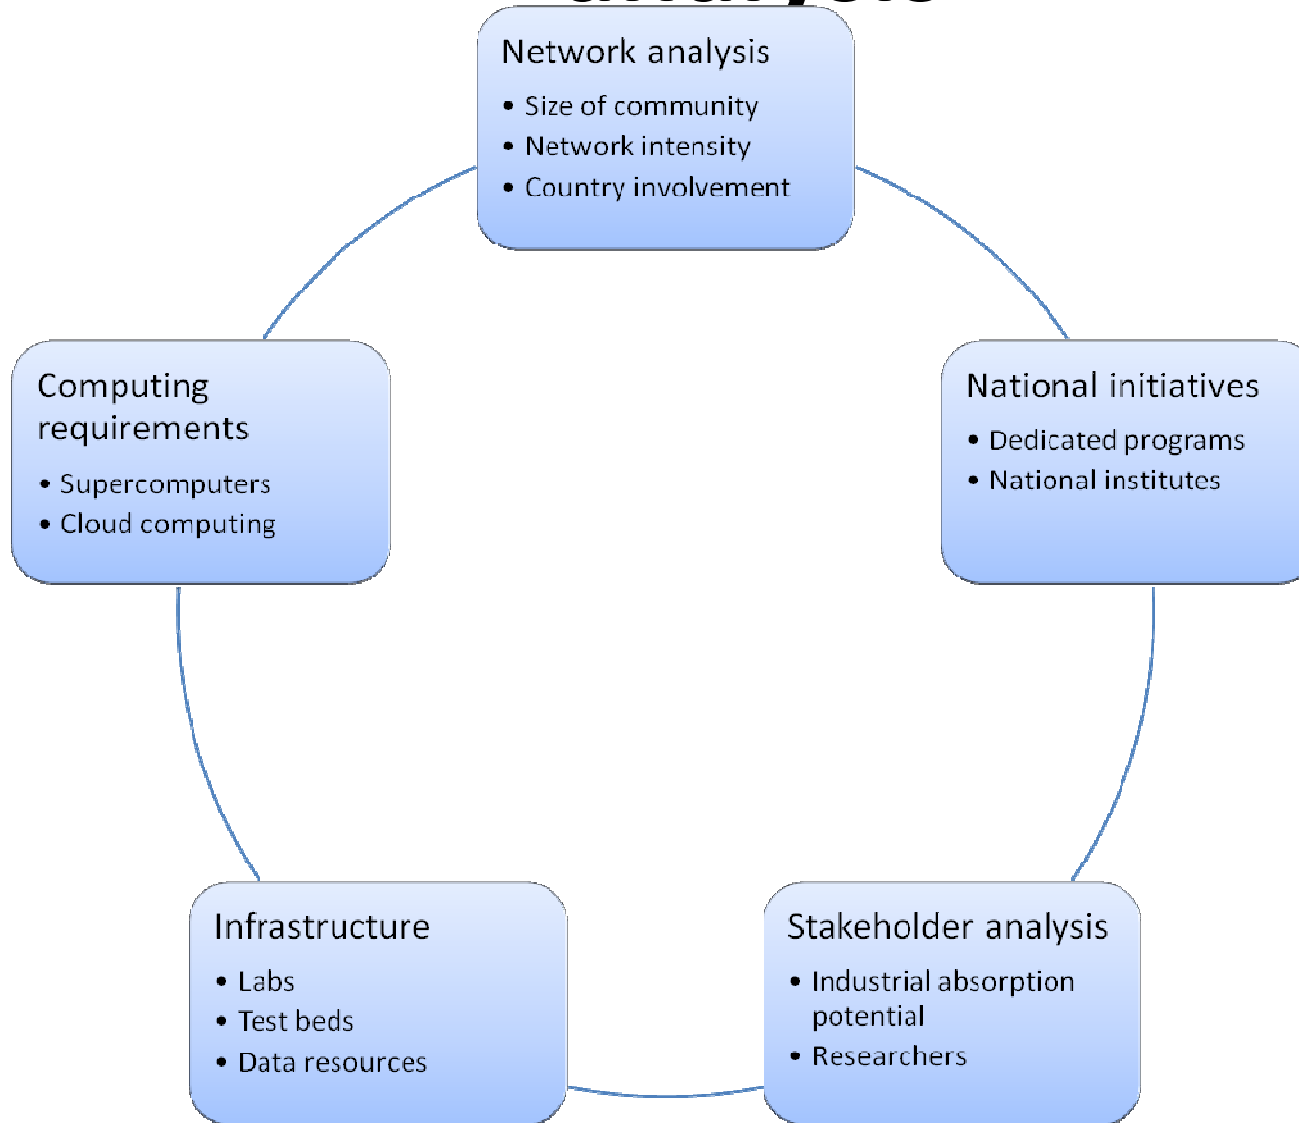 Network analysis
• Size of community
• Network intensity
• Country involvement
Computing
requirements
• Supercomputers
• Cloud computing
National initiatives
• Dedicated programs
• National institutes
Infrastructure
• Labs
• Test beds
• Data resources
Stakeholder analysis
• Industrial absorption
potential
• Researchers